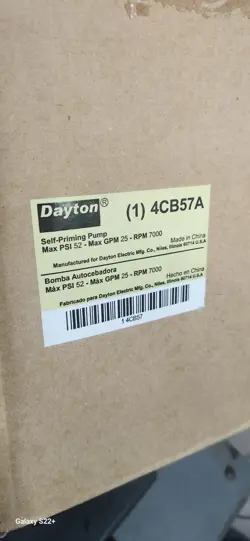 Dayton® (1) 4CB57A
Self-Priming Pump
Max PSI 52 - Max GPM 25 - RPM 7000 Made in China
Manufactured for Dayton Electric Mfg. Co., Niles, Illinois 60714 U.S.A
Bomba Autocebadora
Máx PSI 52 - Máx GPM 25 - RPM 7000 Hecho en China
Fabricado para Dayton Electric Mfg. Co., Niles, Illinois 60714 U.S.A
1 4CB57
Galaxy S22+